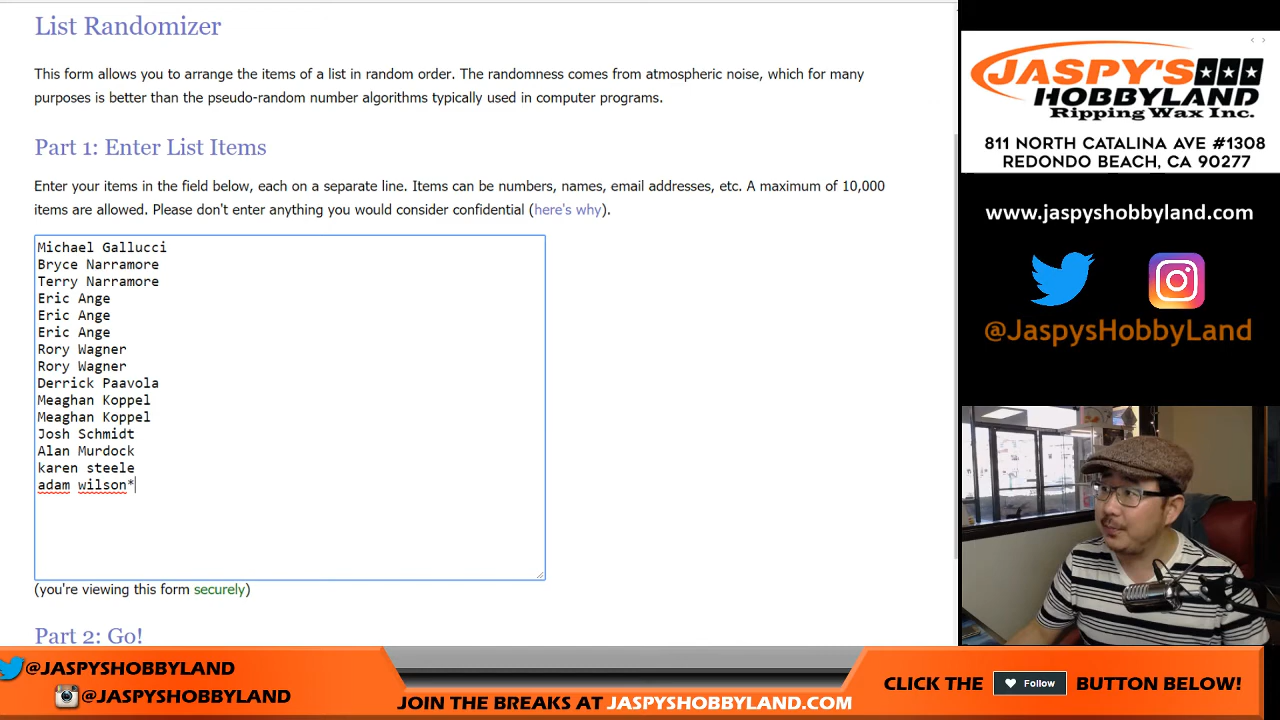 List Randomizer
This form allows you to arrange the items of a list in random order. The randomness comes from atmospheric noise, which for many
purposes is better than the pseudo-random number algorithms typically used in computer programs.
Part 1: Enter List Items
Enter your items in the field below, each on a separate line. Items can be numbers, names, email addresses, etc. A maximum of 10,000
items are allowed. Please don't enter anything you would consider confidential (here's why).
Michael Gallucci
Bryce Narramore
Terry Narramore
Eric Ange
Eric Ange
Eric Ange
Rory Wagner
Rory Wagner
Derrick Paavola
Meaghan Koppel
Meaghan Koppel
Josh Schmidt
Alan Murdock
karen steele
adam wilson*
(you're viewing this form securely)
Part 2: Go!
JASPY'S
HOBBYLAND
Ripping Wax Inc.
811 NORTH CATALINA AVE #1308
REDONDO BEACH, CA 90277
www.jaspyshobbyland.com
@JaspysHobbyLand
@JASPYSHOBBYLAND
@JASPYSHOBBYLAND
JOIN THE BREAKS AT JASPYSHOBBYLAND.COM
CLICK THE Follow BUTTON BELOW!